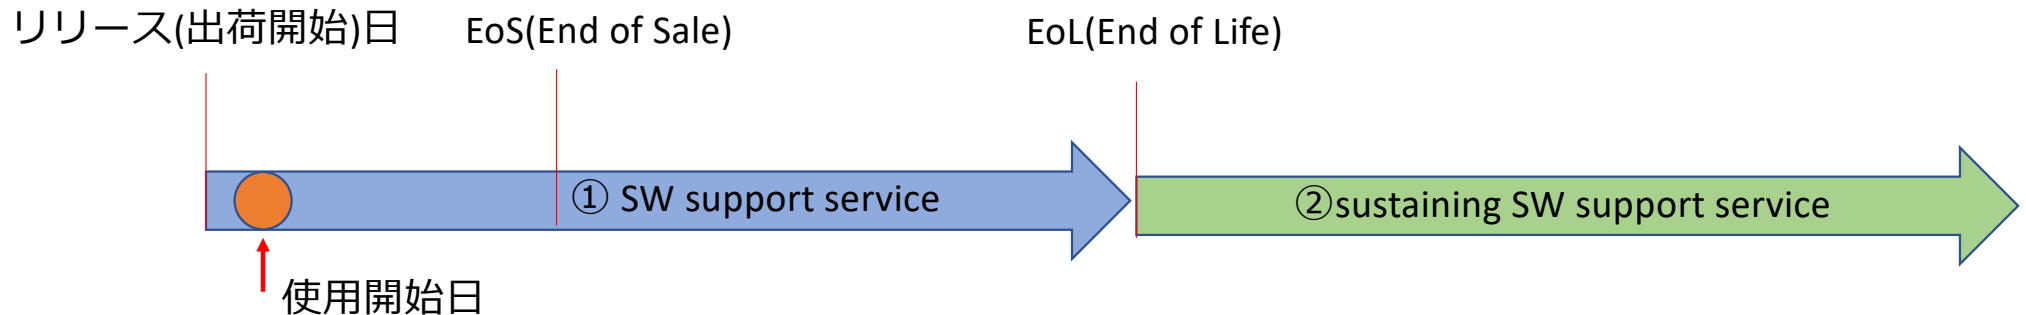 リリース(出荷開始)日
EoS(End of Sale)
EoL(End of Life)
① SW support service
②sustaining SW support service
使用開始日